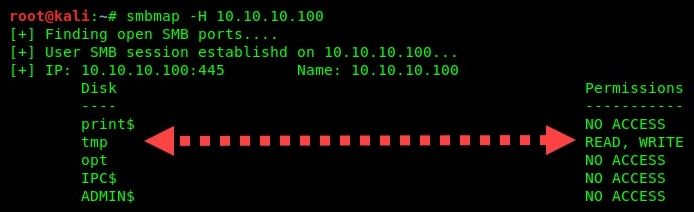 root@kali:~# smbmap -H 10.10.10.100
[+] Finding open SMB ports....
[+] User SMB session establishd on 10.10.10.100...
[+] IP: 10.10.10.100:445 Name: 10.10.10.100
Disk Permissions
---- -----------
print$ NO ACCESS
tmp READ, WRITE
opt NO ACCESS
IPC$ NO ACCESS
ADMIN$ NO ACCESS